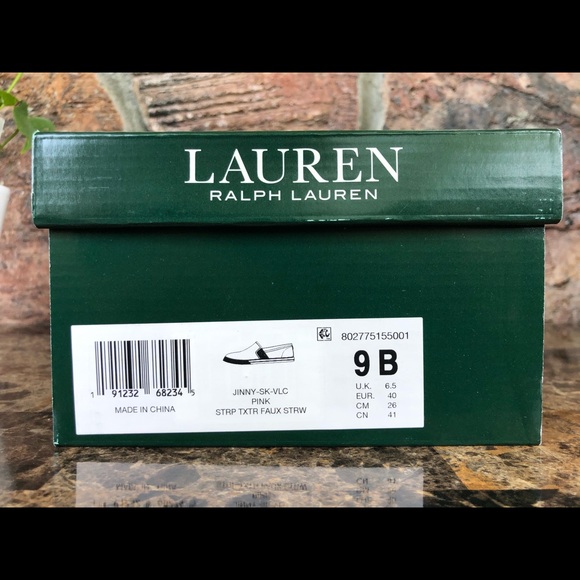 LAUREN
RALPH LAUREN
802775155001
9 B
U.K. 6.5
EUR. 40
CM 26
CN 41
1 91232 68234 5
MADE IN CHINA
JINNY-SK-VLC
PINK
STRP TXTR FAUX STRW